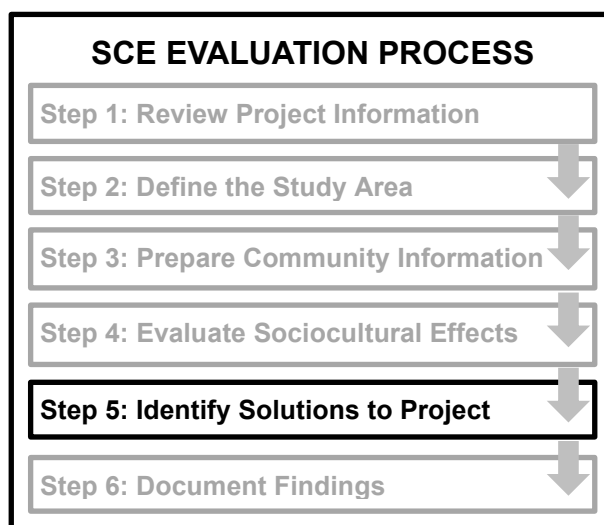 SCE EVALUATION PROCESS
Step 1: Review Project Information
Step 2: Define the Study Area
Step 3: Prepare Community Information
Step 4: Evaluate Sociocultural Effects
Step 5: Identify Solutions to Project
Step 6: Document Findings